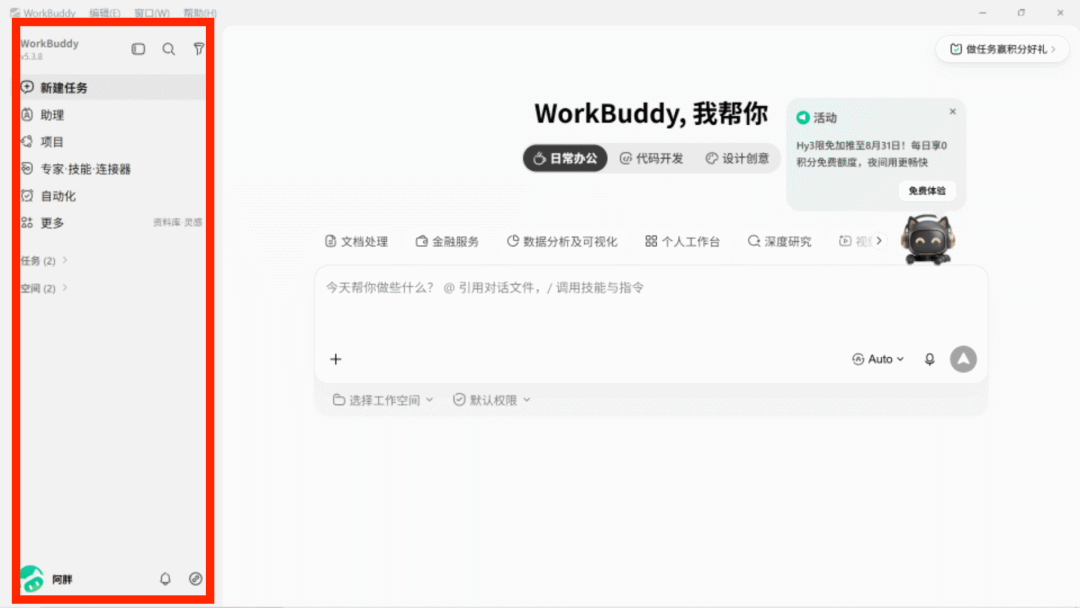 WorkBuddy 编辑(E) 窗口(W) 帮助(H)
WorkBuddy
v5.3.8
新建任务
助理
项目
专家·技能·连接器
自动化
更多 资料库·灵感
任务 (2)
空间 (2)
阿胖
做任务赢积分好礼
WorkBuddy, 我帮你
日常办公 代码开发 设计创意
活动
Hy3限免加推至8月31日！每日享0
积分免费额度，夜间用更畅快
免费体验
文档处理 金融服务 数据分析及可视化 个人工作台 深度研究
今天帮你做些什么？ @ 引用对话文件，/ 调用技能与指令
Auto
选择工作空间 默认权限